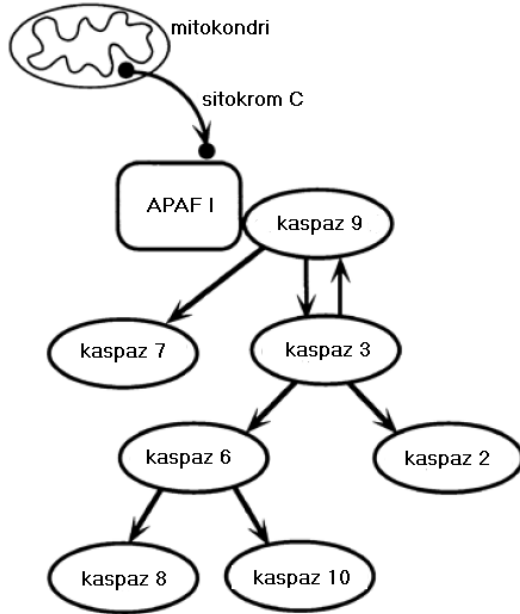 mitokondri
sitokrom C
APAF I
kaspaz 9
kaspaz 7
kaspaz 3
kaspaz 6
kaspaz 2
kaspaz 8
kaspaz 10